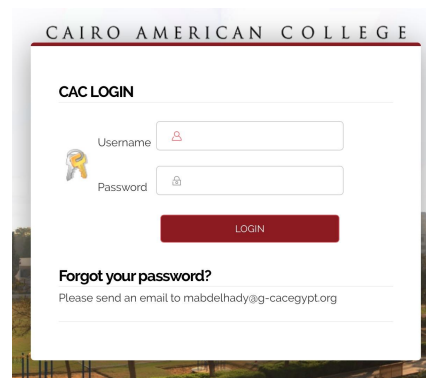 CAIRO AMERICAN COLLEGE
CAC LOGIN
Username
Password
LOGIN
Forgot your password?
Please send an email to mabdelhady@g-cacegypt.org